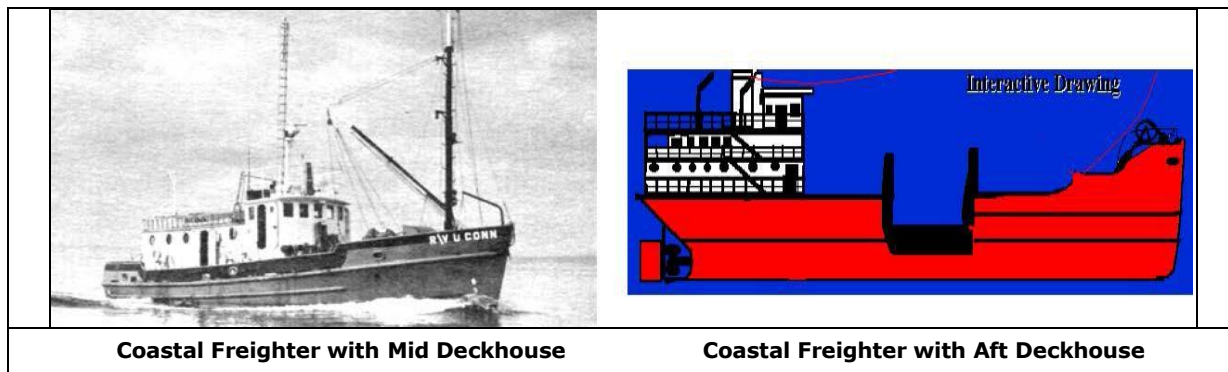 R/V U CONN
Interactive Drawing
Coastal Freighter with Mid Deckhouse
Coastal Freighter with Aft Deckhouse